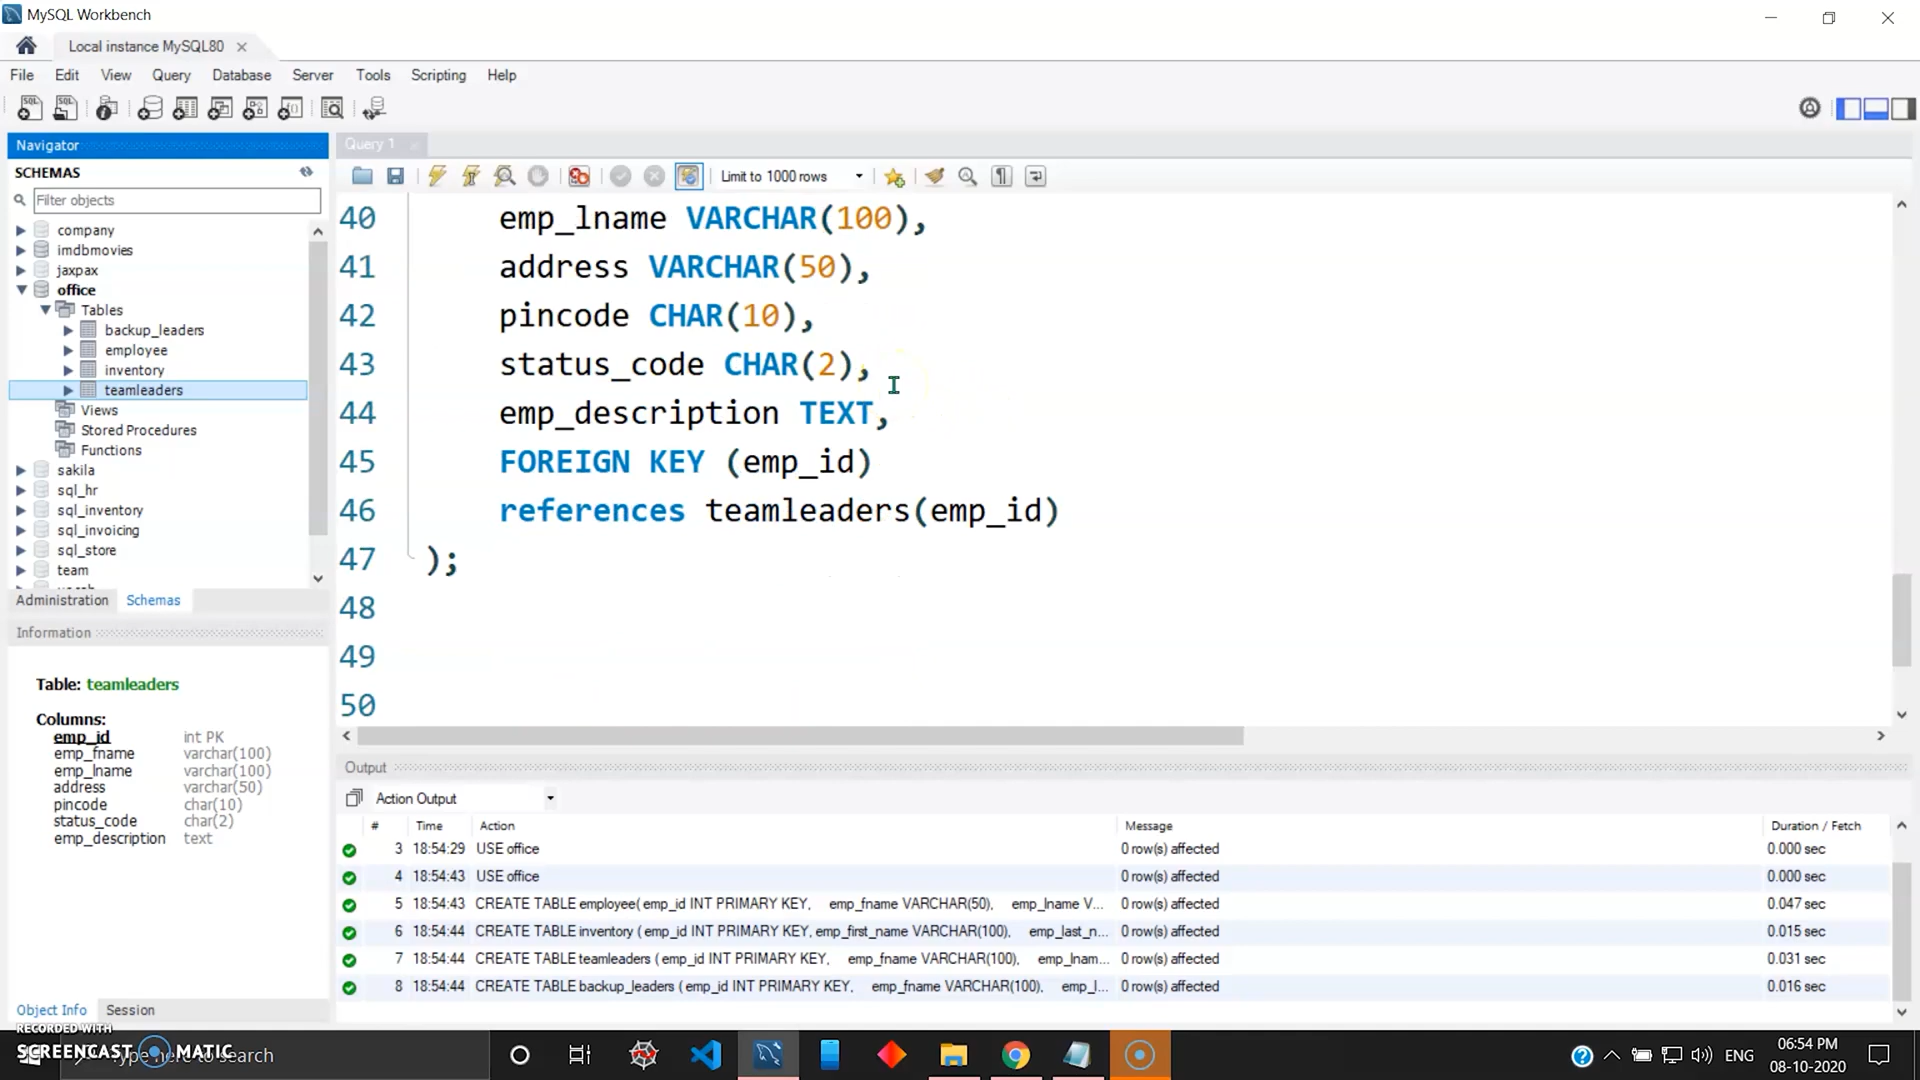 MySQL Workbench
Local instance MySQL80
File Edit View Query Database Server Tools Scripting Help
Navigator
SCHEMAS
Filter objects
company
imdbmovies
jaxpax
office
Tables
backup_leaders
employee
inventory
teamleaders
Views
Stored Procedures
Functions
sakila
sql_hr
sql_inventory
sql_invoicing
sql_store
team
Administration Schemas
Information
Table: teamleaders
Columns:
emp_id int PK
emp_fname varchar(100)
emp_lname varchar(100)
address varchar(50)
pincode char(10)
status_code char(2)
emp_description text
Object Info Session
Query 1
Limit to 1000 rows
40 emp_lname VARCHAR(100),
41 address VARCHAR(50),
42 pincode CHAR(10),
43 status_code CHAR(2),
44 emp_description TEXT,
45 FOREIGN KEY (emp_id)
46 references teamleaders(emp_id)
47 );
48
49
50
Output
Action Output
# Time Action Message Duration / Fetch
3 18:54:29 USE office 0 row(s) affected 0.000 sec
4 18:54:43 USE office 0 row(s) affected 0.000 sec
5 18:54:43 CREATE TABLE employee( emp_id INT PRIMARY KEY, emp_fname VARCHAR(50), emp_lname V... 0 row(s) affected 0.047 sec
6 18:54:44 CREATE TABLE inventory ( emp_id INT PRIMARY KEY, emp_first_name VARCHAR(100), emp_last_n... 0 row(s) affected 0.015 sec
7 18:54:44 CREATE TABLE teamleaders ( emp_id INT PRIMARY KEY, emp_fname VARCHAR(100), emp_lnam... 0 row(s) affected 0.031 sec
8 18:54:44 CREATE TABLE backup_leaders ( emp_id INT PRIMARY KEY, emp_fname VARCHAR(100), emp_l... 0 row(s) affected 0.016 sec
RECORDED WITH
SCREENCAST MATIC
Type here to search
ENG
06:54 PM
08-10-2020